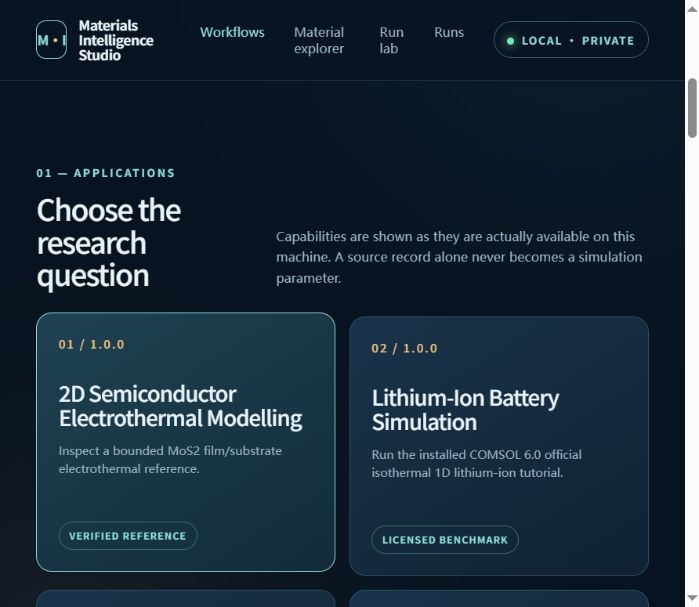 M • I
Materials
Intelligence
Studio
Workflows
Material
explorer
Run
lab
Runs
LOCAL • PRIVATE
01 — APPLICATIONS
Choose the
research
question
Capabilities are shown as they are actually available on this
machine. A source record alone never becomes a simulation
parameter.
01 / 1.0.0
2D Semiconductor
Electrothermal Modelling
Inspect a bounded MoS2 film/substrate
electrothermal reference.
VERIFIED REFERENCE
02 / 1.0.0
Lithium-Ion Battery
Simulation
Run the installed COMSOL 6.0 official
isothermal 1D lithium-ion tutorial.
LICENSED BENCHMARK